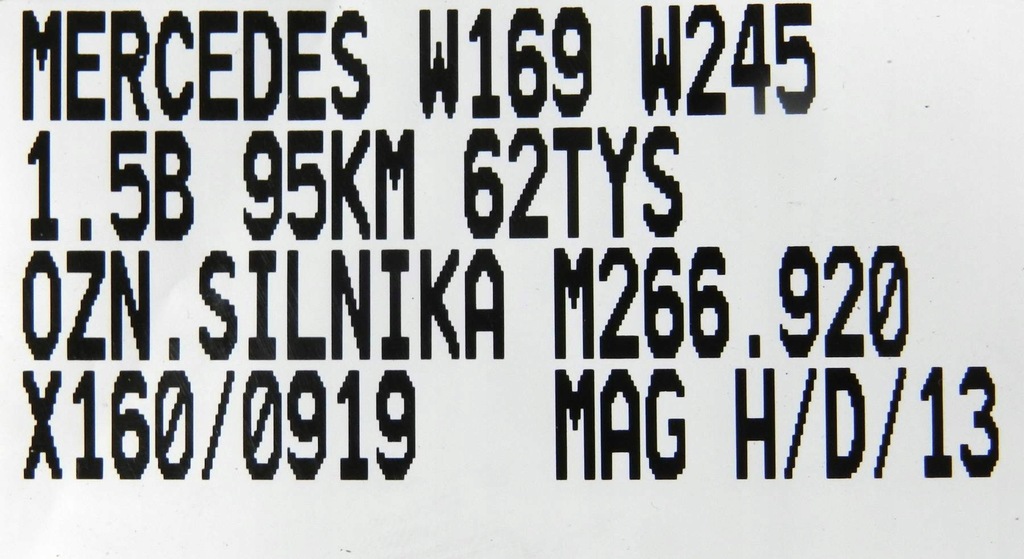 MERCEDES W169 W245
1.5B 95KM 62TYS
OZN.SILNIKA M266.920
X160/0919 MAG H/D/13